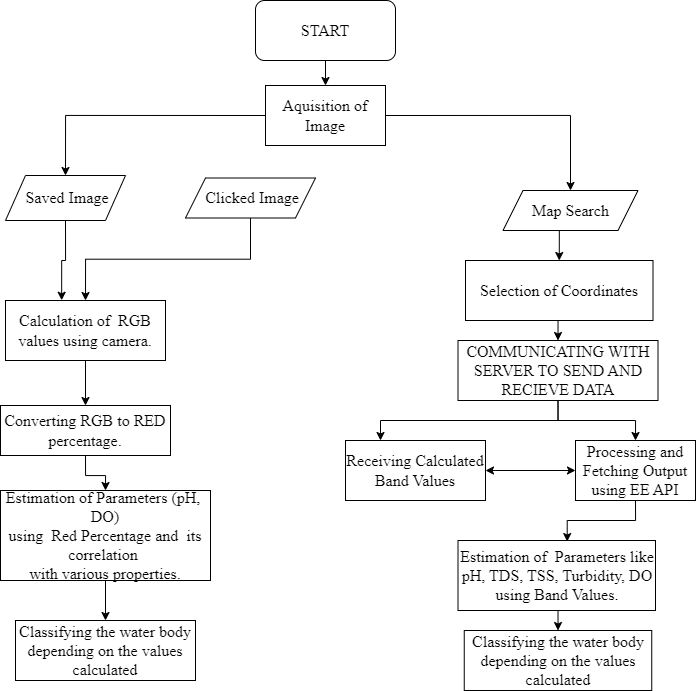 START
Aquisition of
Image
Saved Image
Clicked Image
Map Search
Calculation of RGB
values using camera.
Selection of Coordinates
COMMUNICATING WITH
SERVER TO SEND AND
RECIEVE DATA
Converting RGB to RED
percentage.
Receiving Calculated
Band Values
Processing and
Fetching Output
using EE API
Estimation of Parameters (pH,
DO)
using Red Percentage and its
correlation
with various properties.
Estimation of Parameters like
pH, TDS, TSS, Turbidity, DO
using Band Values.
Classifying the water body
depending on the values
calculated
Classifying the water body
depending on the values
calculated